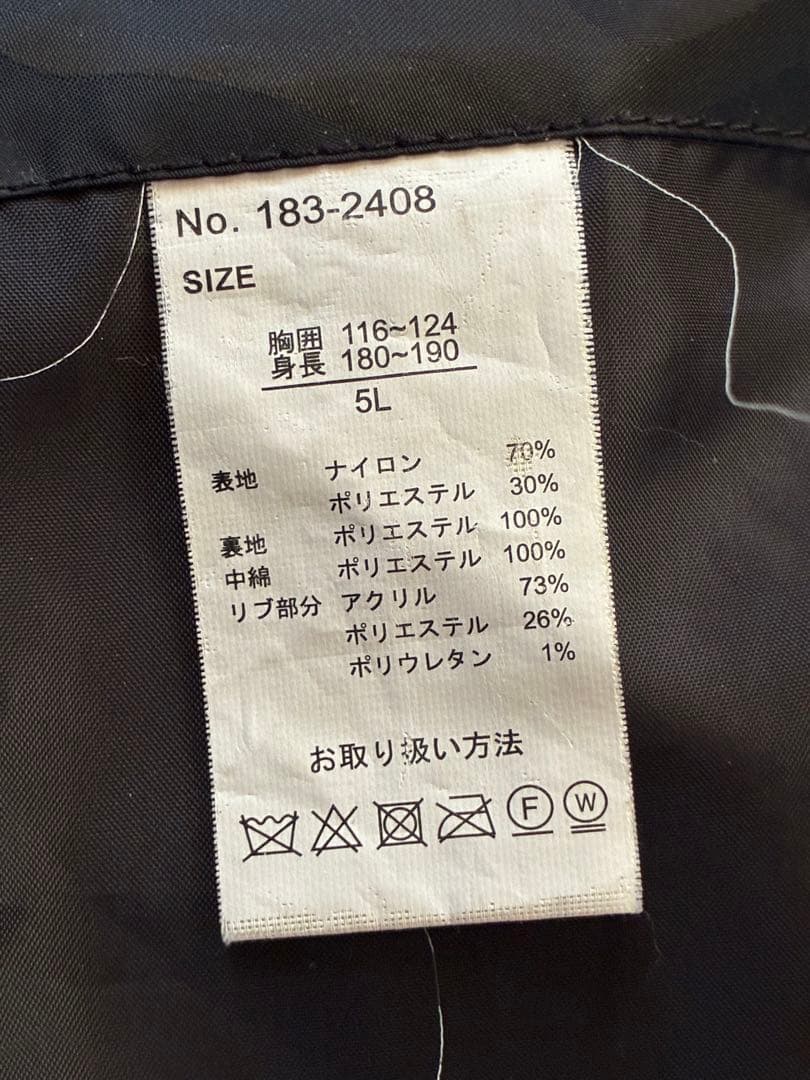 No. 183-2408
SIZE
胸囲 116~124
身長 180~190
5L
表地 ナイロン 70%
ポリエステル 30%
裏地 ポリエステル 100%
中綿 ポリエステル 100%
リブ部分 アクリル 73%
ポリエステル 26%
ポリウレタン 1%
お取り扱い方法
F W